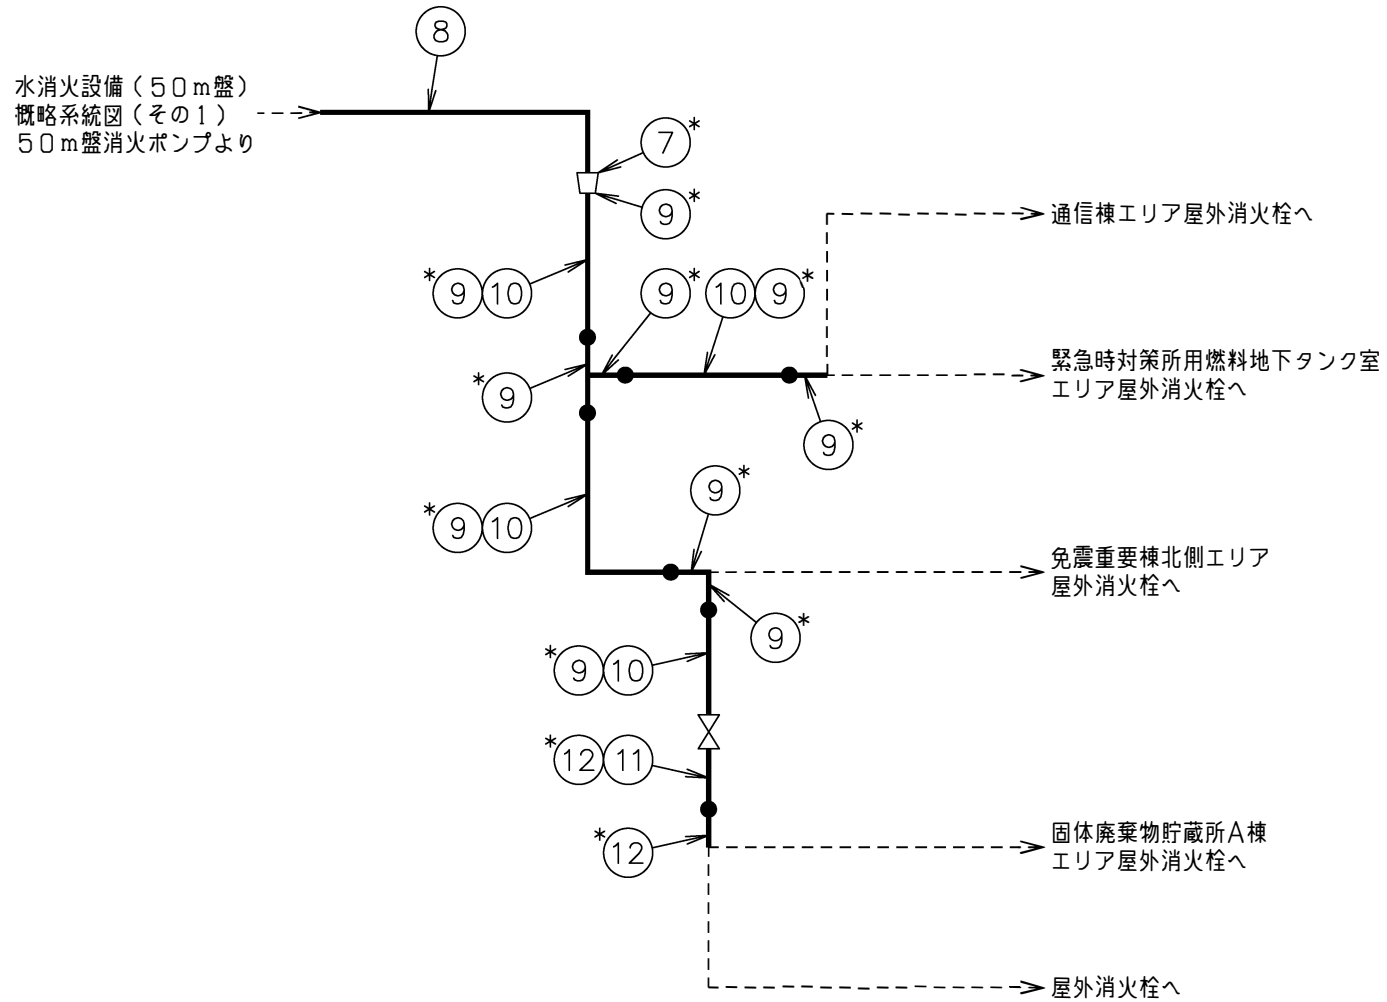 8
水消火設備（50m盤）
概略系統図（その1）
50m盤消火ポンプより
7*
9*
通信棟エリア屋外消火栓へ
*9 10
9*
10 9*
緊急時対策所用燃料地下タンク室
エリア屋外消火栓へ
*9
9*
9*
*9 10
免震重要棟北側エリア
屋外消火栓へ
9*
*9 10
*12 11
固体廃棄物貯蔵所A棟
エリア屋外消火栓へ
*12
屋外消火栓へ